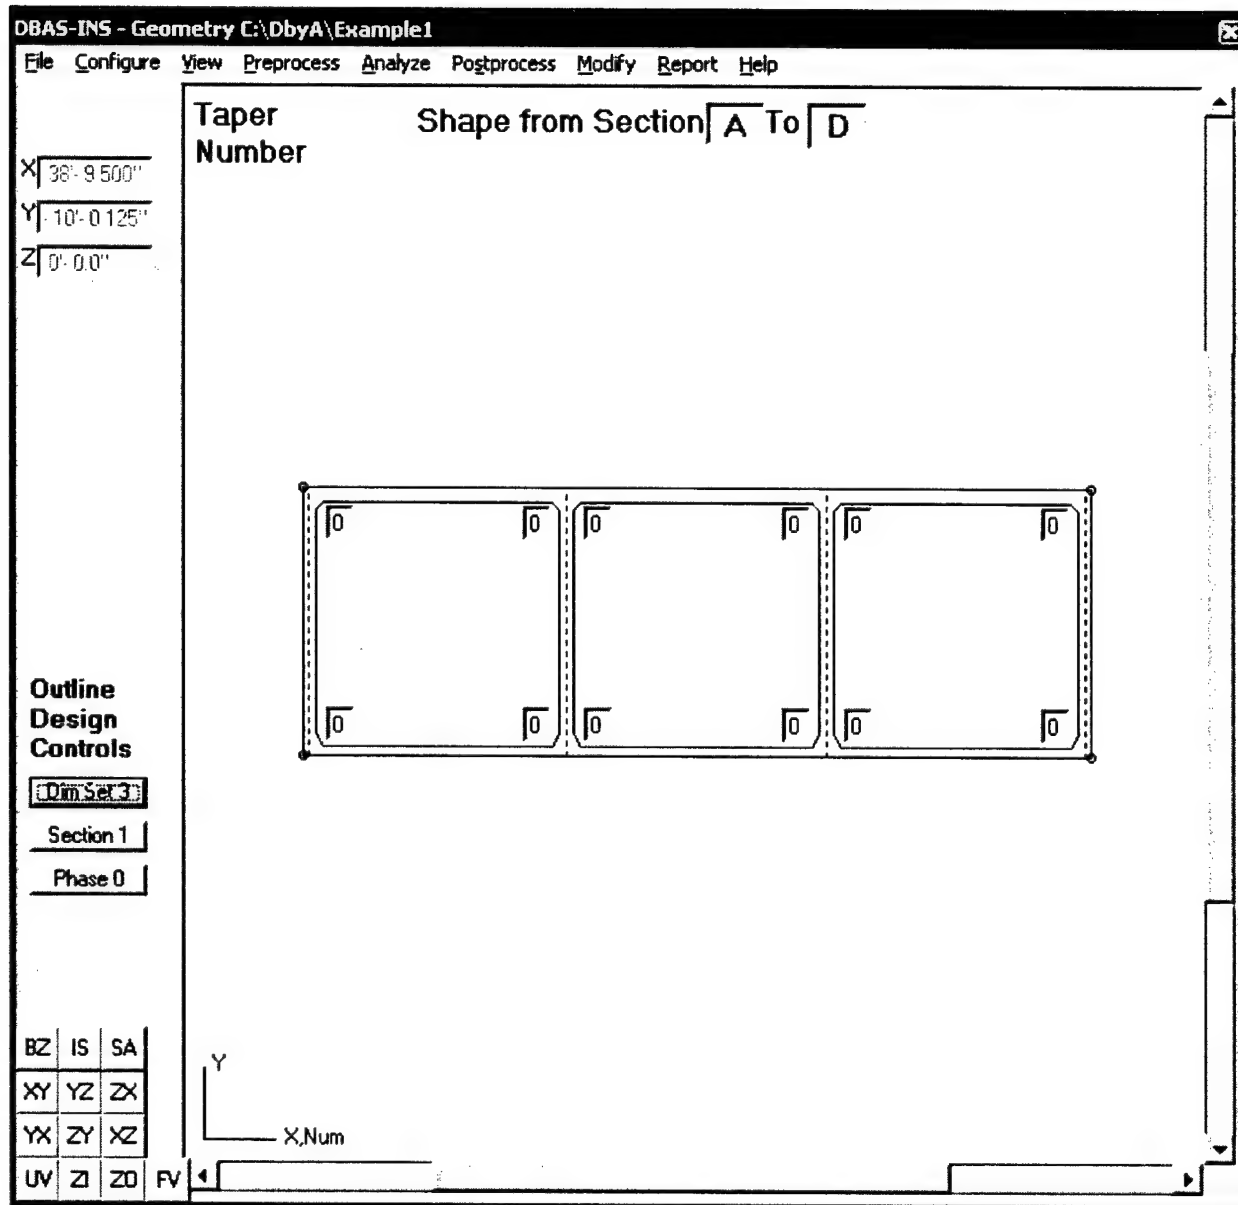 DBAS-INS - Geometry C:\DbyA\Example1
File Configure View Preprocess Analyze Postprocess Modify Report Help
Taper Number
Shape from Section A To D
X 38'- 9.500"
Y - 10'- 0.125"
Z 0'- 0.0"
0 0 0 0 0 0
0 0 0 0 0 0
Outline
Design
Controls
Dim Set 3
Section 1
Phase 0
BZ IS SA
XY YZ ZX
YX ZY XZ
UV ZI ZO FV
Y
X,Num